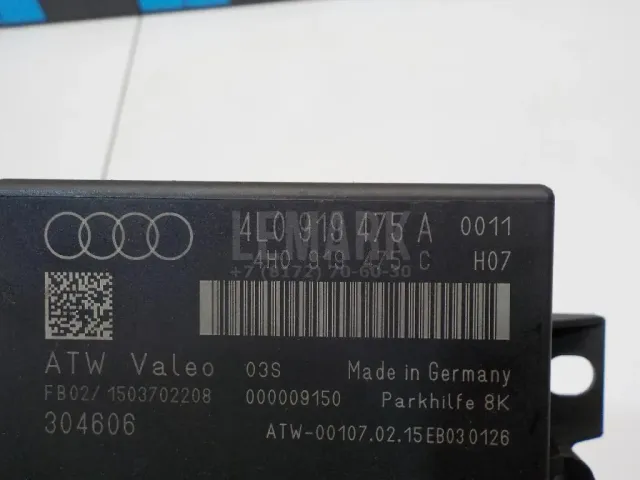 4L0 919 475 A 0011
4H0 919 475 C H07
LEMARK
+7(8172) 70-60-30
ATW Valeo 03S Made in Germany
FB02/ 1503702208 000009150 Parkhilfe 8K
304606 ATW-00107.02.15EB030126